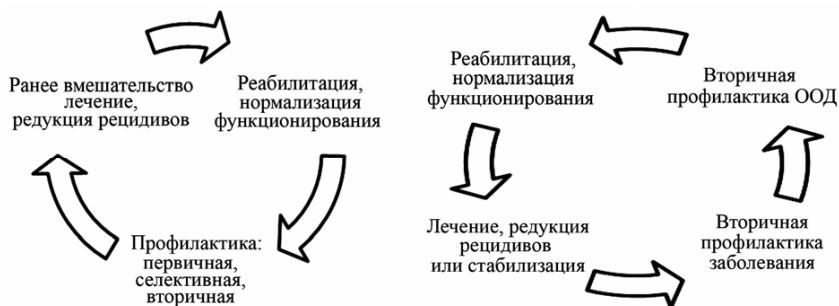 Ранее вмешательство
лечение,
редукция рецидивов
Реабилитация,
нормализация
функционирования
Профилактика:
первичная,
селективная,
вторичная
Реабилитация,
нормализация
функционирования
Вторичная
профилактика ООД
Лечение, редукция
рецидивов
или стабилизация
Вторичная
профилактика
заболевания